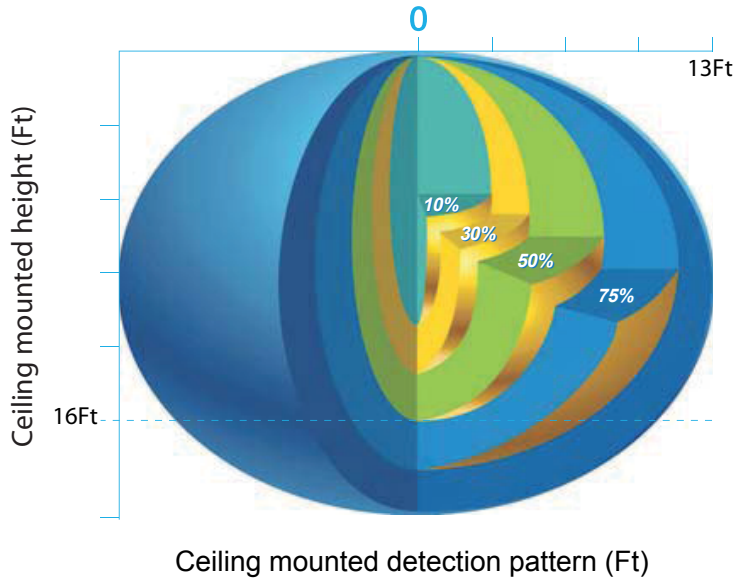 0
13Ft
Ceiling mounted height (Ft)
10%
30%
50%
75%
16Ft
Ceiling mounted detection pattern (Ft)